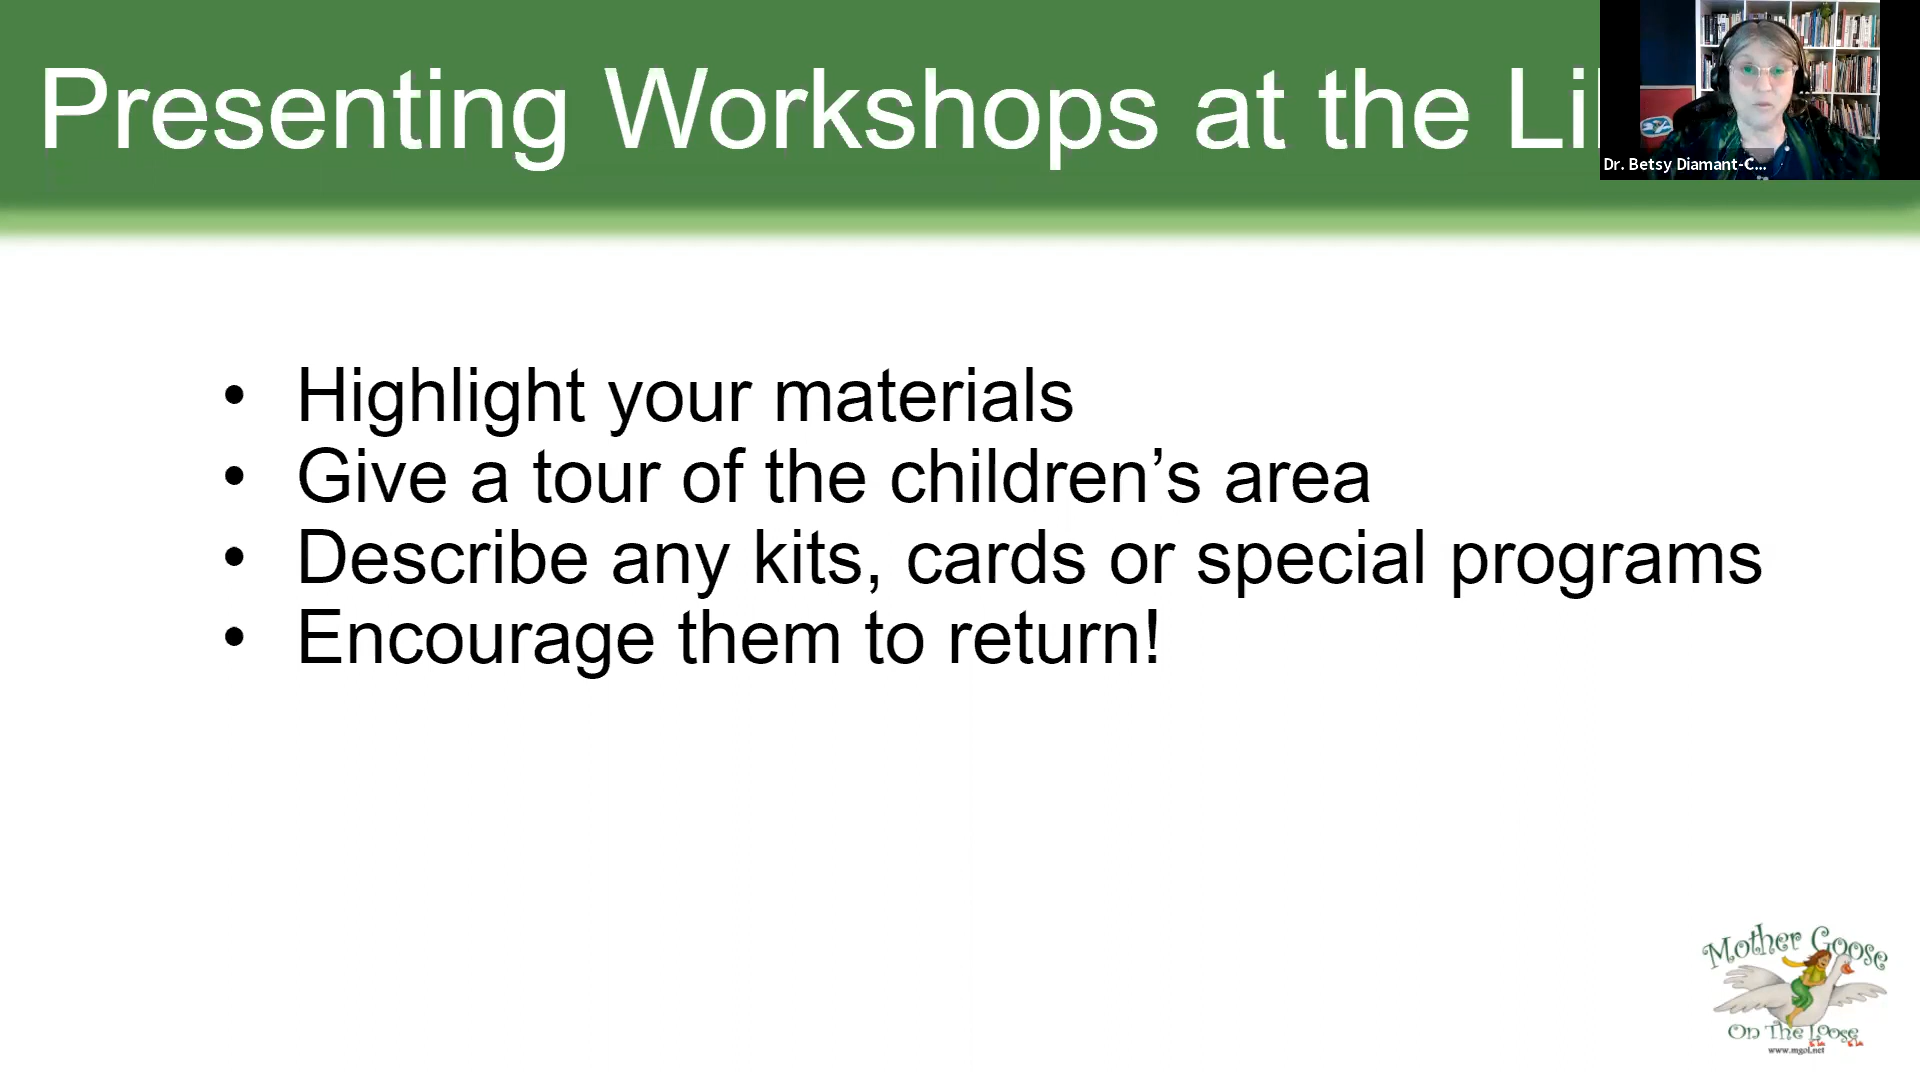 Presenting Workshops at the Li
Dr. Betsy Diamant-C...
• Highlight your materials
• Give a tour of the children’s area
• Describe any kits, cards or special programs
• Encourage them to return!
Mother Goose
On The Loose
www.mgol.net